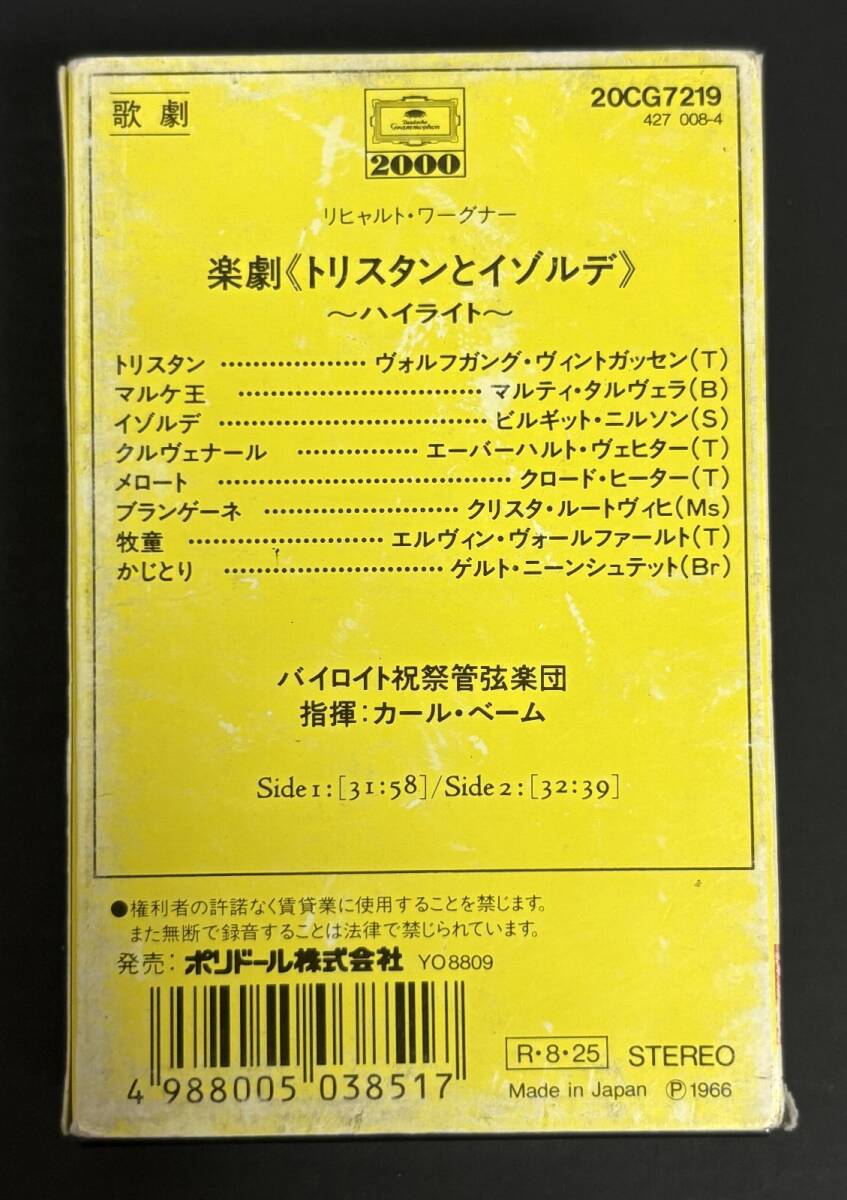 歌劇
Deutsche
Grammophon
2000
20CG7219
427 008-4
リヒャルト・ワーグナー
楽劇《トリスタンとイゾルデ》
～ハイライト～
トリスタン ………………… ヴォルフガング・ヴィントガッセン(T)
マルケ王 ………………………… マルティ・タルヴェラ(B)
イゾルデ ………………………… ビルギット・ニルソン(S)
クルヴェナール …………… エーバーハルト・ヴェヒター(T)
メロート ………………………… クロード・ヒーター(T)
ブランゲーネ …………………… クリスタ・ルートヴィヒ(Ms)
牧童 …………………… エルヴィン・ヴォールファールト(T)
かじとり ……………………… ゲルト・ニーンシュテット(Br)
バイロイト祝祭管弦楽団
指揮:カール・ベーム
Side 1:[31:58]/Side 2:[32:39]
●権利者の許諾なく賃貸業に使用することを禁じます。
また無断で録音することは法律で禁じられています。
発売:ポリドール株式会社 YO8809
4 988005 038517
R・8・25 STEREO
Made in Japan Ⓟ1966